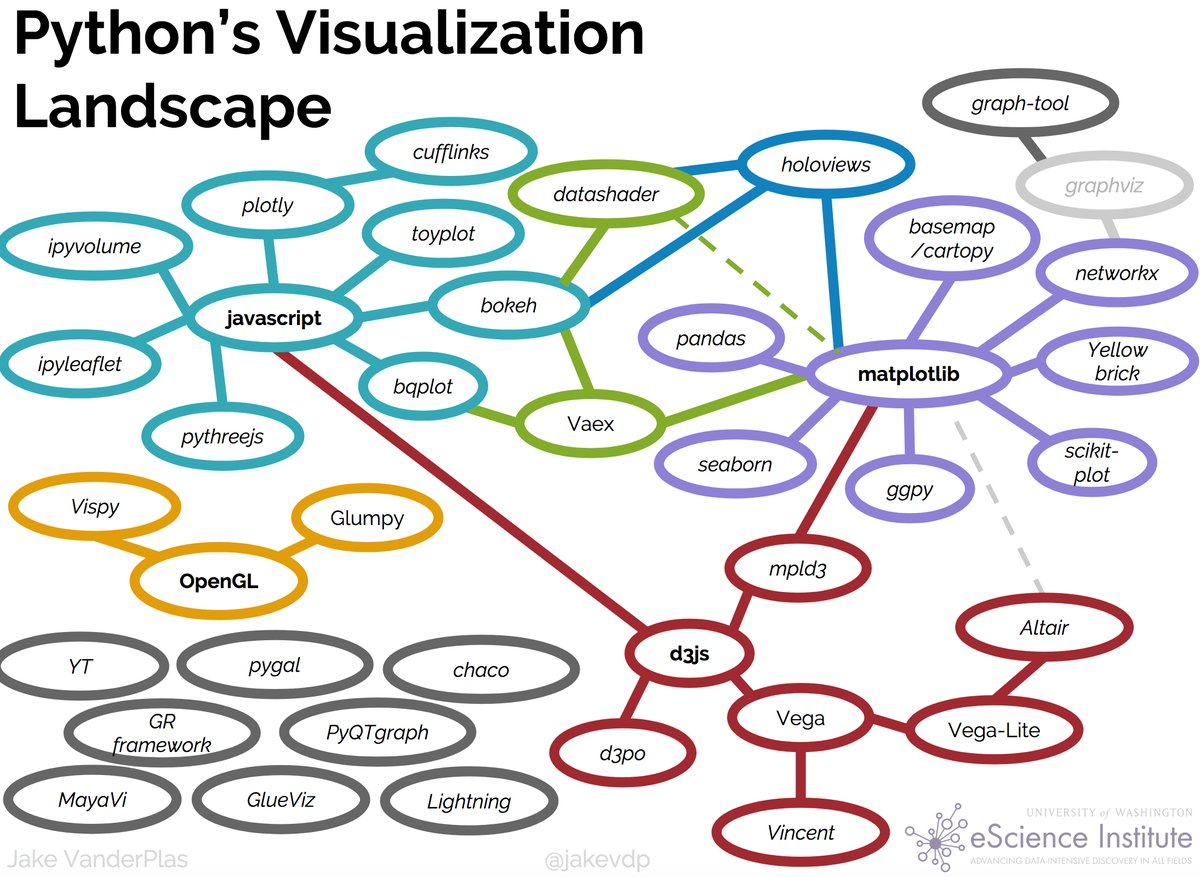 Python's Visualization
Landscape
graph-tool
cufflinks
holoviews
datashader
graphviz
plotly
toyplot
basemap
/cartopy
ipyvolume
networkx
bokeh
javascript
pandas
Yellow
brick
ipyleaflet
matplotlib
bqplot
Vaex
pythreejs
seaborn
scikit-
plot
ggpy
Vispy
Glumpy
OpenGL
mpld3
Altair
d3js
YT
pygal
chaco
Vega
Vega-Lite
GR
framework
PyQTgraph
d3po
MayaVi
GlueViz
Lightning
Vincent
UNIVERSITY of WASHINGTON
eScience Institute
ADVANCING DATA-INTENSIVE DISCOVERY IN ALL FIELDS
Jake VanderPlas
@jakevdp